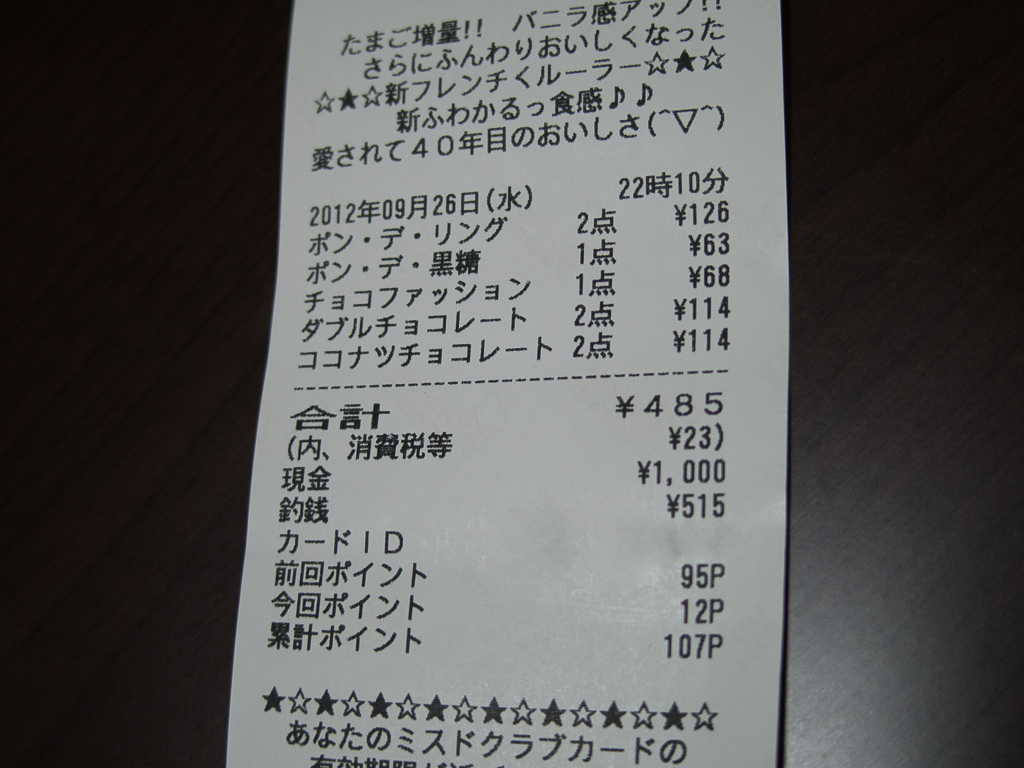 たまご増量!! バニラ感アップ!!
さらにふんわりおいしくなった
☆★☆新フレンチくルーラー☆★☆
新ふわかるっ食感♪♪
愛されて40年目のおいしさ(^▽^)
2012年09月26日(水) 22時10分
ポン・デ・リング 2点 ¥126
ポン・デ・黒糖 1点 ¥63
チョコファッション 1点 ¥68
ダブルチョコレート 2点 ¥114
ココナツチョコレート 2点 ¥114
合計 ¥485
(内、消費税等 ¥23)
現金 ¥1,000
釣銭 ¥515
カードID
前回ポイント 95P
今回ポイント 12P
累計ポイント 107P
★☆★☆★☆★☆★☆★☆★☆★☆★☆
あなたのミスドクラブカードの
有効期限が